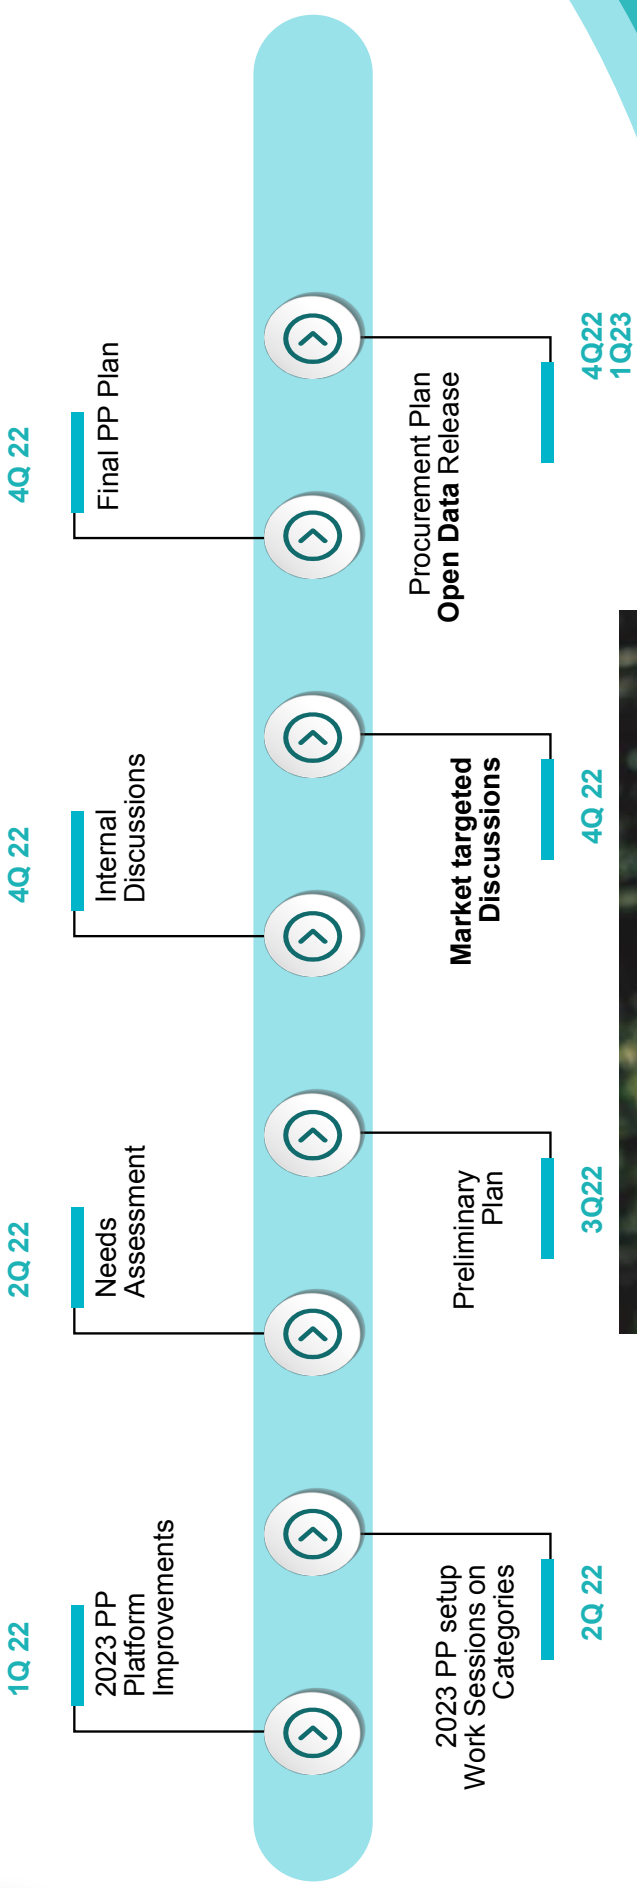 1Q 22
2023 PP
Platform
Improvements
2023 PP setup
Work Sessions on
Categories
2Q 22
2Q 22
Needs
Assessment
Preliminary
Plan
3Q22
4Q 22
Internal
Discussions
Market targeted
Discussions
4Q 22
4Q 22
Final PP Plan
Procurement Plan
Open Data Release
4Q22
1Q23